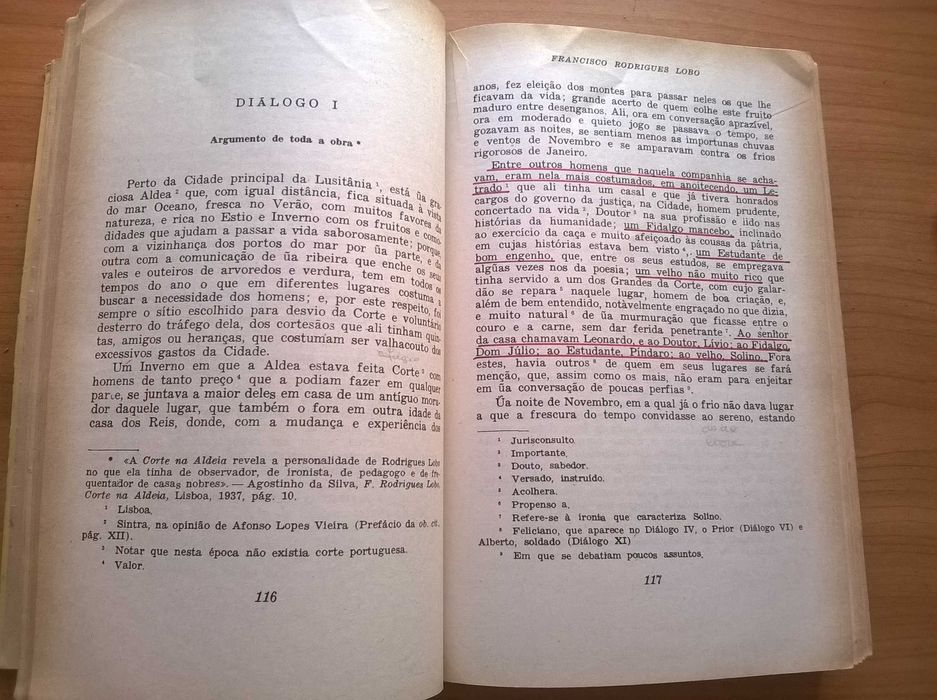 DIÁLOGO I
Argumento de toda a obra *
Perto da Cidade principal da Lusitânia ¹, está ũa gra-
ciosa Aldea ² que, com igual distância, fica situada à vista
do mar Oceano, fresca no Verão, com muitos favores da
natureza, e rica no Estio e Inverno com os fruitos e como-
didades que ajudam a passar a vida saborosamente; porque,
com a vizinhança dos portos do mar por ũa parte, e da
outra com a comunicação de ũa ribeira que enche os seus
vales e outeiros de arvoredos e verdura, tem em todos os
tempos do ano o que em diferentes lugares costuma a
buscar a necessidade dos homens; e, por este respeito, foi
sempre o sítio escolhido para desvio da Corte e voluntário
desterro do tráfego dela, dos cortesãos que ali tinham quin-
tas, amigos ou heranças, que costumam ser valhacouto dos
excessivos gastos da Cidade.
Um Inverno em que a Aldea estava feita Corte ³ com
homens de tanto preço ⁴ que a podiam fazer em qualquer
parte, se juntava a maior deles em casa de um antíguo mora-
dor daquele lugar, que também o fora em outra idade da
casa dos Reis, donde, com a mudança e experiência dos
* «A Corte na Aldeia revela a personalidade de Rodrigues Lobo
no que ela tinha de observador, de ironista, de pedagogo e de fre-
quentador de casas nobres». — Agostinho da Silva, F. Rodrigues Lobo,
Corte na Aldeia, Lisboa, 1937, pág. 10.
¹ Lisboa.
² Sintra, na opinião de Afonso Lopes Vieira (Prefácio da ob. cit.
pág. XII).
³ Notar que nesta época não existia corte portuguesa.
⁴ Valor.
116
FRANCISCO RODRIGUES LOBO
anos, fez eleição dos montes para passar neles os que lhe
ficavam da vida; grande acerto de quem colhe este fruito
maduro entre desenganos. Ali, ora em conversação aprazível,
ora em moderado e quieto jogo se passava o tempo, se
gozavam as noites, se sentiam menos as importunas chuvas
e ventos de Novembro e se amparavam contra os frios
rigorosos de Janeiro.
Entre outros homens que naquela companhia se acha-
vam, eram nela mais costumados, em anoitecendo, um Le-
trado ¹ que ali tinha um casal e que já tivera honrados
cargos do governo da justiça, na Cidade, homem prudente,
concertado na vida ², Doutor ³ na sua profissão e lido nas
histórias da humanidade; um Fidalgo mancebo, inclinado
ao exercício da caça e muito afeiçoado às cousas da pátria,
em cujas histórias estava bem visto ⁴, um Estudante de
bom engenho, que, entre os seus estudos, se empregava
algũas vezes nos da poesia; um velho não muito rico que
tinha servido a um dos Grandes da Corte, com cujo galar-
dão se repara ⁵ naquele lugar, homem de boa criação, e,
além de bem entendido, notàvelmente engraçado no que dizia,
e muito natural ⁶ de ũa murmuração que ficasse entre o
couro e a carne, sem dar ferida penetrante ⁷. Ao senhor
da casa chamavam Leonardo, e ao Doutor, Lívio; ao Fidalgo,
Dom Júlio; ao Estudante, Píndaro; ao velho, Solino. Fora
estes, havia outros ⁸ de quem em seus lugares se fará
menção, que, assim como os mais, não eram para enjeitar
em ũa conversação de poucas perfias ⁹.
Ũa noite de Novembro, em a qual já o frio não dava lugar
a que a frescura do tempo convidasse ao sereno, estando
¹ Jurisconsulto.
² Importante.
³ Douto, sabedor.
⁴ Versado, instruído.
⁵ Acolhera.
⁶ Propenso a.
⁷ Refere-se à ironia que caracteriza Solino.
⁸ Feliciano, que aparece no Diálogo IV, o Prior (Diálogo VI) e
Alberto, soldado (Diálogo XI)
⁹ Em que se debatiam poucos assuntos.
117